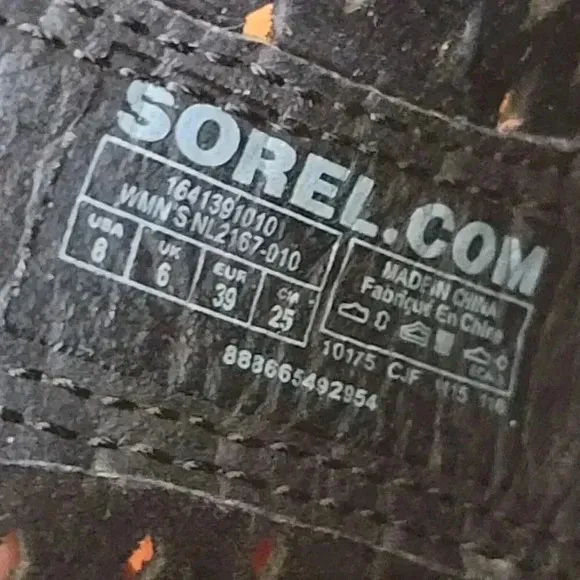 SOREL.COM
1641391010
WMN'S NL2167-010
USA UK EUR CM
8 6 39 25
MADE IN CHINA
Fabriqué En Chine
10175 CJF
888665492954